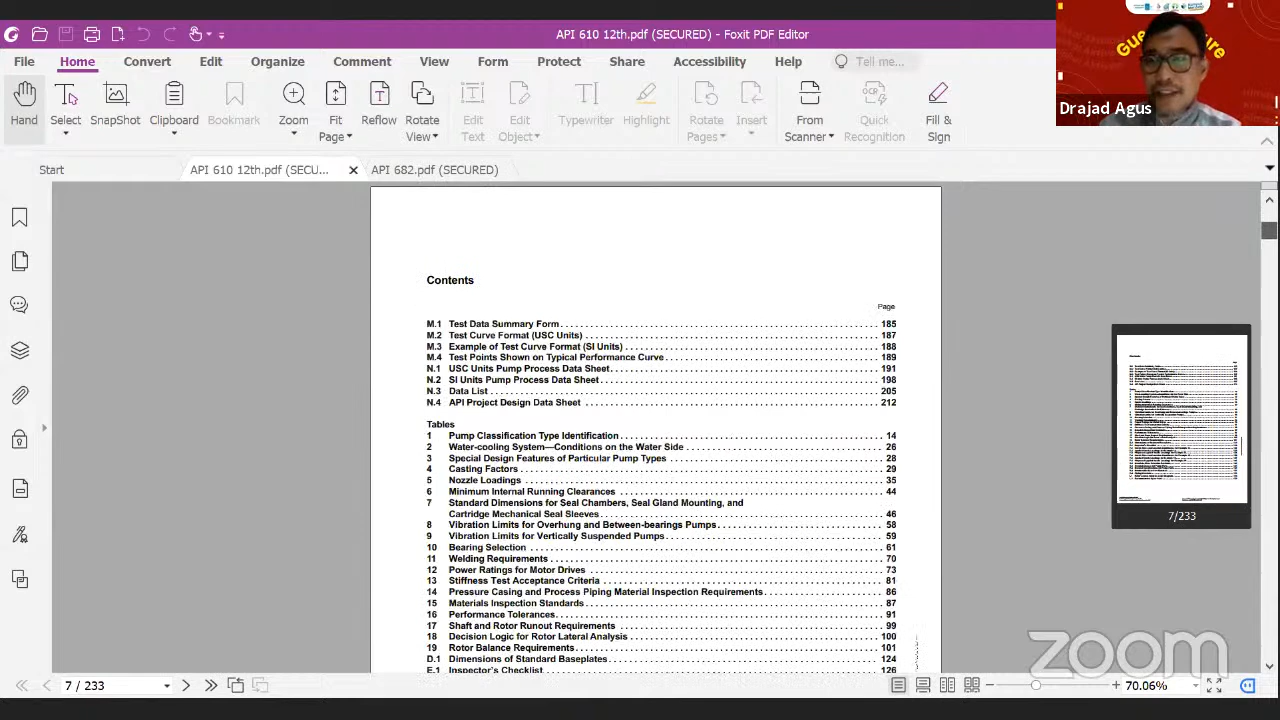 API 610 12th.pdf (SECURED) - Foxit PDF Editor
File Home Convert Edit Organize Comment View Form Protect Share Accessibility Help Tell me...
Hand Select SnapShot Clipboard Bookmark Zoom Fit Page Reflow Rotate View Edit Text Edit Object Typewriter Highlight Rotate Pages Insert From Scanner Quick Recognition Fill & Sign
OCR
Drajad Agus
Start API 610 12th.pdf (SECU... API 682.pdf (SECURED)
Contents
Page
M.1 Test Data Summary Form 185
M.2 Test Curve Format (USC Units) 187
M.3 Example of Test Curve Format (SI Units) 188
M.4 Test Points Shown on Typical Performance Curve 189
N.1 USC Units Pump Process Data Sheet 191
N.2 SI Units Pump Process Data Sheet 198
N.3 Data List 205
N.4 API Project Design Data Sheet 212
Tables
1 Pump Classification Type Identification 14
2 Water-cooling System—Conditions on the Water Side 26
3 Special Design Features of Particular Pump Types 28
4 Casting Factors 29
5 Nozzle Loadings 35
6 Minimum Internal Running Clearances 44
7 Standard Dimensions for Seal Chambers, Seal Gland Mounting, and
Cartridge Mechanical Seal Sleeves 46
8 Vibration Limits for Overhung and Between-bearings Pumps 58
9 Vibration Limits for Vertically Suspended Pumps 59
10 Bearing Selection 61
11 Welding Requirements 70
12 Power Ratings for Motor Drives 73
13 Stiffness Test Acceptance Criteria 81
14 Pressure Casing and Process Piping Material Inspection Requirements 86
15 Materials Inspection Standards 87
16 Performance Tolerances 91
17 Shaft and Rotor Runout Requirements 99
18 Decision Logic for Rotor Lateral Analysis 100
19 Rotor Balance Requirements 101
D.1 Dimensions of Standard Baseplates 124
E.1 Inspector's Checklist 126
7/233
zoom
7 / 233
70.06%